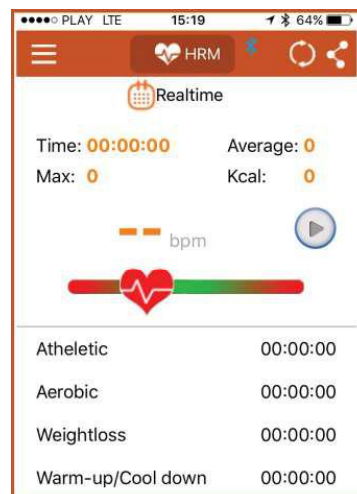 PLAY LTE 15:19 64%
HRM
Realtime
Time: 00:00:00 Average: 0
Max: 0 Kcal: 0
-- bpm
Atheletic 00:00:00
Aerobic 00:00:00
Weightloss 00:00:00
Warm-up/Cool down 00:00:00